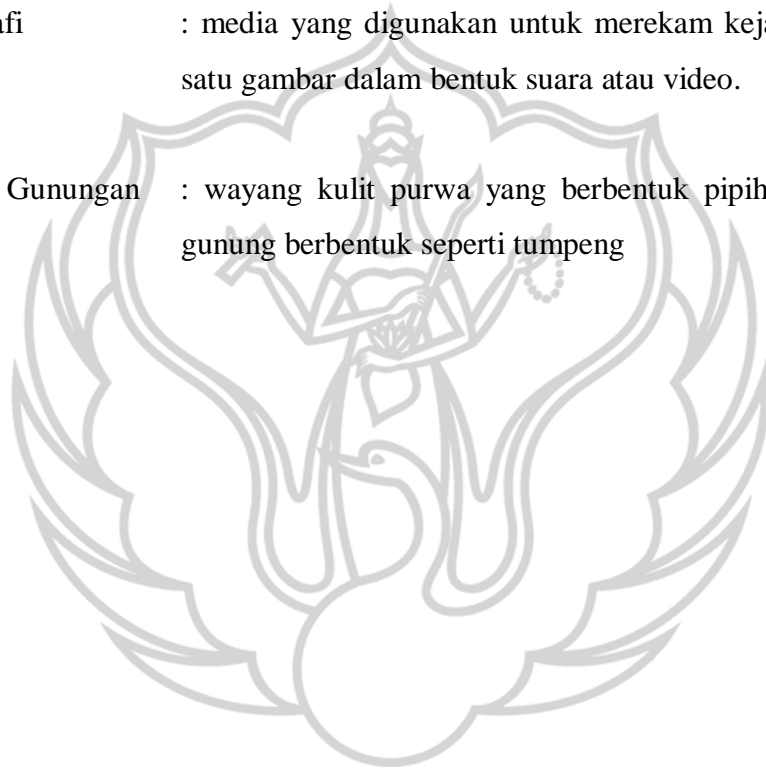 afi : media yang digunakan untuk merekam keja
satu gambar dalam bentuk suara atau video.
Gunungan : wayang kulit purwa yang berbentuk pipih
gunung berbentuk seperti tumpeng